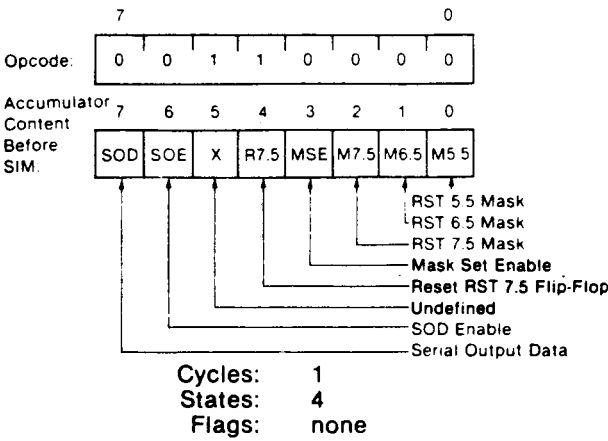 7 0
Opcode: 0 0 1 1 0 0 0 0
Accumulator
Content
Before
SIM:
7 6 5 4 3 2 1 0
SOD SOE X R7.5 MSE M7.5 M6.5 M5.5
RST 5.5 Mask
RST 6.5 Mask
RST 7.5 Mask
Mask Set Enable
Reset RST 7.5 Flip-Flop
Undefined
SOD Enable
Serial Output Data
Cycles: 1
States: 4
Flags: none